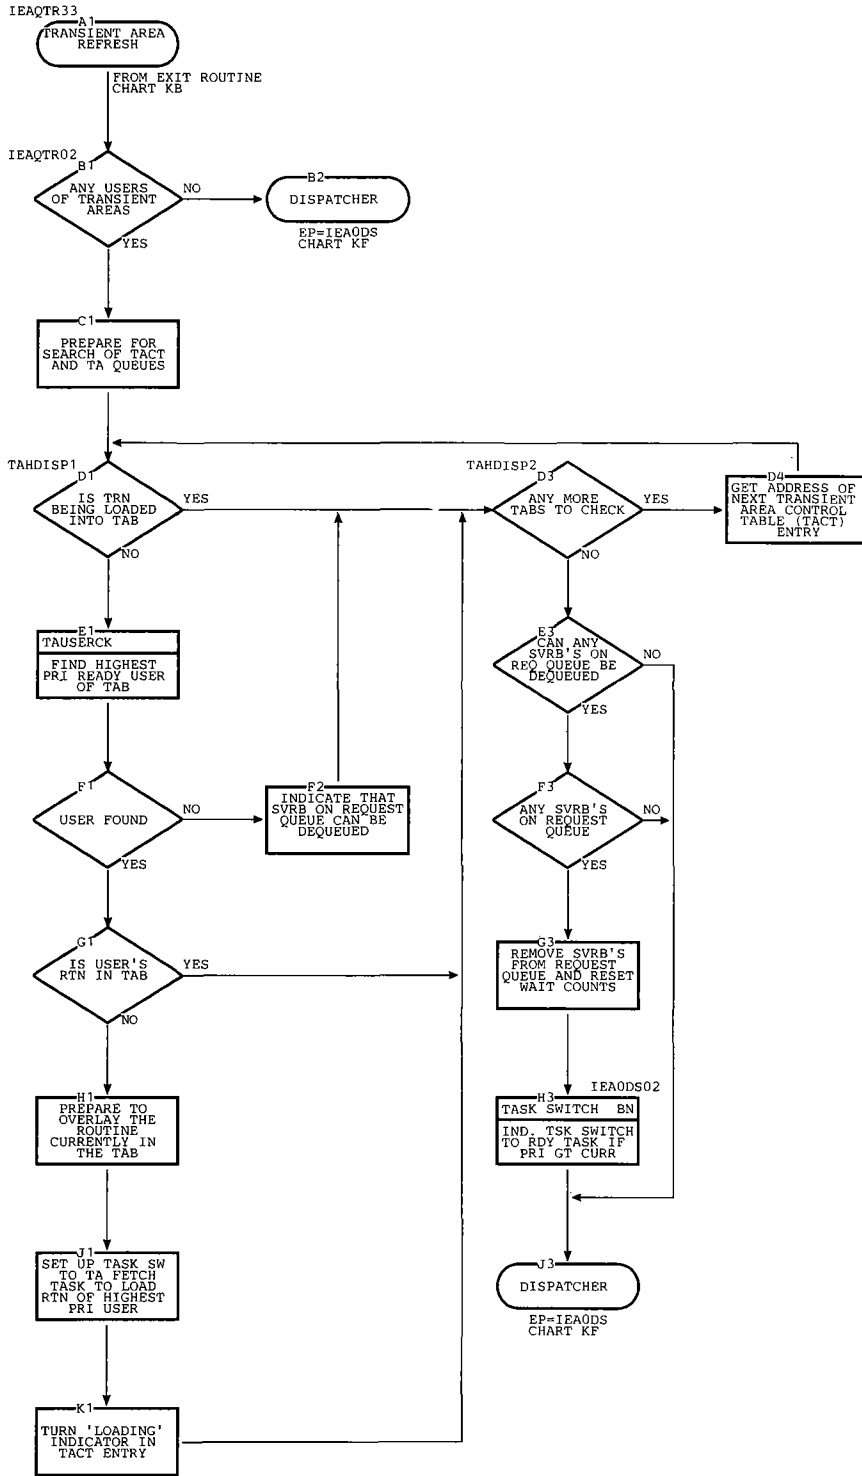 IEAQTR33
A1
TRANSIENT AREA
REFRESH
FROM EXIT ROUTINE
CHART KB
IEAQTR02
B1
ANY USERS
OF TRANSIENT
AREAS
NO
YES
B2
DISPATCHER
EP=IEA0DS
CHART KF
C1
PREPARE FOR
SEARCH OF TACT
AND TA QUEUES
TAHDISP1
D1
IS TRN
BEING LOADED
INTO TAB
YES
NO
TAHDISP2
D3
ANY MORE
TABS TO CHECK
YES
NO
D4
GET ADDRESS OF
NEXT TRANSIENT
AREA CONTROL
TABLE (TACT)
ENTRY
E1
TAUSERCK
FIND HIGHEST
PRI READY USER
OF TAB
E3
CAN ANY
SVRB'S ON
REQ QUEUE BE
DEQUEUED
NO
YES
F1
USER FOUND
NO
YES
F2
INDICATE THAT
SVRB ON REQUEST
QUEUE CAN BE
DEQUEUED
F3
ANY SVRB'S
ON REQUEST
QUEUE
NO
YES
G1
IS USER'S
RTN IN TAB
YES
NO
G3
REMOVE SVRB'S
FROM REQUEST
QUEUE AND RESET
WAIT COUNTS
H1
PREPARE TO
OVERLAY THE
ROUTINE
CURRENTLY IN
THE TAB
IEA0DS02
H3
TASK SWITCH BN
IND. TSK SWITCH
TO RDY TASK IF
PRI GT CURR
J1
SET UP TASK SW
TO TA FETCH
TASK TO LOAD
RTN OF HIGHEST
PRI USER
J3
DISPATCHER
EP=IEA0DS
CHART KF
K1
TURN 'LOADING'
INDICATOR IN
TACT ENTRY